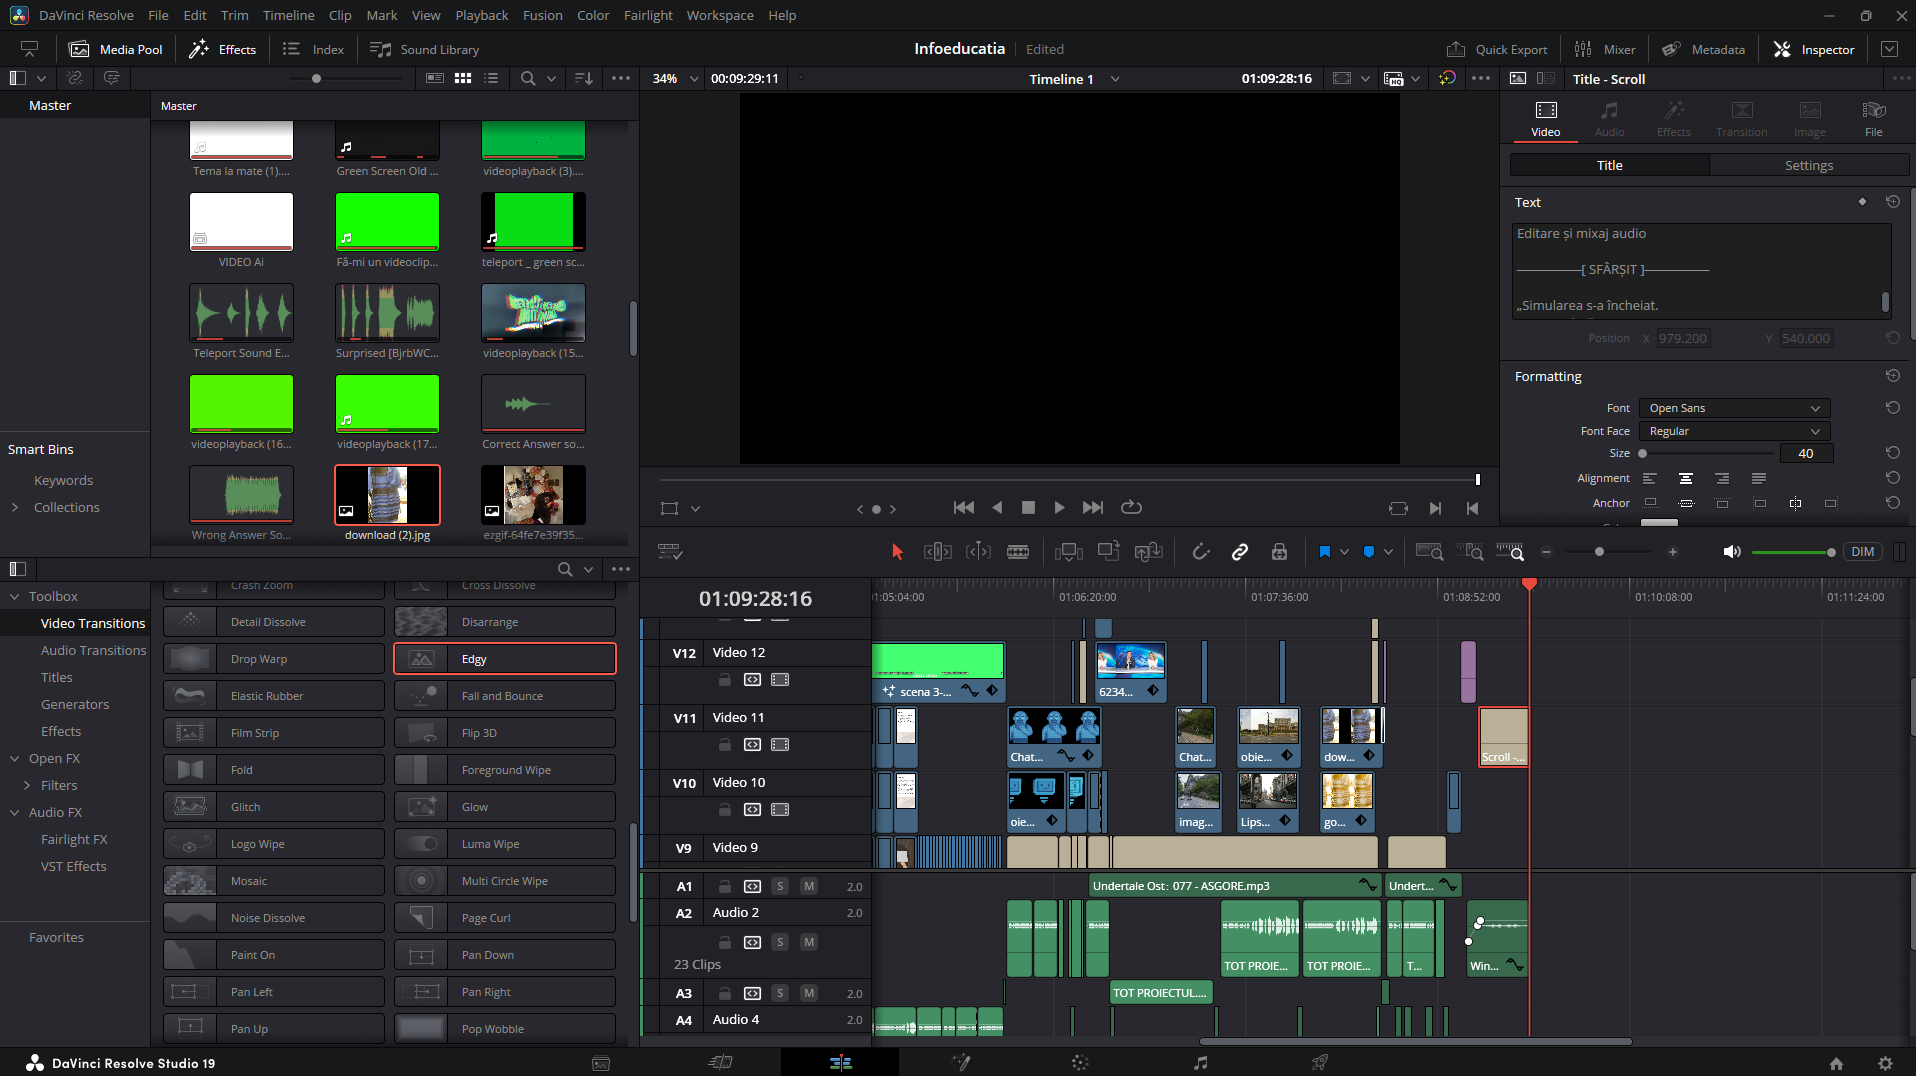 DaVinci Resolve File Edit Trim Timeline Clip Mark View Playback Fusion Color Fairlight Workspace Help
Media Pool Effects Index Sound Library Infoeducatia Edited Quick Export Mixer Metadata Inspector
34% 00:09:29:11 Timeline 1 01:09:28:16 Title - Scroll
Master Master
Video Audio Effects Transition Image File
Tema la mate (1)....
Green Screen Old ...
videoplayback (3)....
Title Settings
Text
Editare și mixaj audio
[ SFÂRȘIT ]
„Simularea s-a încheiat.
Position X 979.200 Y 540.000
VIDEO Ai
Fă-mi un videoclip...
teleport _ green sc...
Teleport Sound E...
Surprised [BjrbWC...
videoplayback (15...
Formatting
Font Open Sans
Font Face Regular
Size 40
Alignment
Anchor
videoplayback (16...
videoplayback (17...
Correct Answer so...
Smart Bins
Keywords
Collections
Wrong Answer So...
download (2).jpg
ezgif-64fe7e39f35...
HQ
DIM
Toolbox
Video Transitions
Audio Transitions
Titles
Generators
Effects
Open FX
Filters
Audio FX
Fairlight FX
VST Effects
Favorites
Crash Zoom Cross Dissolve
Detail Dissolve Disarrange
Drop Warp Edgy
Elastic Rubber Fall and Bounce
Film Strip Flip 3D
Fold Foreground Wipe
Glitch Glow
Logo Wipe Luma Wipe
Mosaic Multi Circle Wipe
Noise Dissolve Page Curl
Paint On Pan Down
Pan Left Pan Right
Pan Up Pop Wobble
01:09:28:16
01:05:04:00 01:06:20:00 01:07:36:00 01:08:52:00 01:10:08:00 01:11:24:00
V12 Video 12
scena 3-... 6234...
V11 Video 11
Chat... Chat... obie... dow... Scroll -...
V10 Video 10
oie... imag... Lips... go...
V9 Video 9
A1 S M 2.0 Undertale Ost: 077 - ASGORE.mp3 Undert...
A2 Audio 2 2.0
S M
23 Clips TOT PROIE... TOT PROIE... T... Win...
A3 S M 2.0 TOT PROIECTUL....
A4 Audio 4 2.0
DaVinci Resolve Studio 19